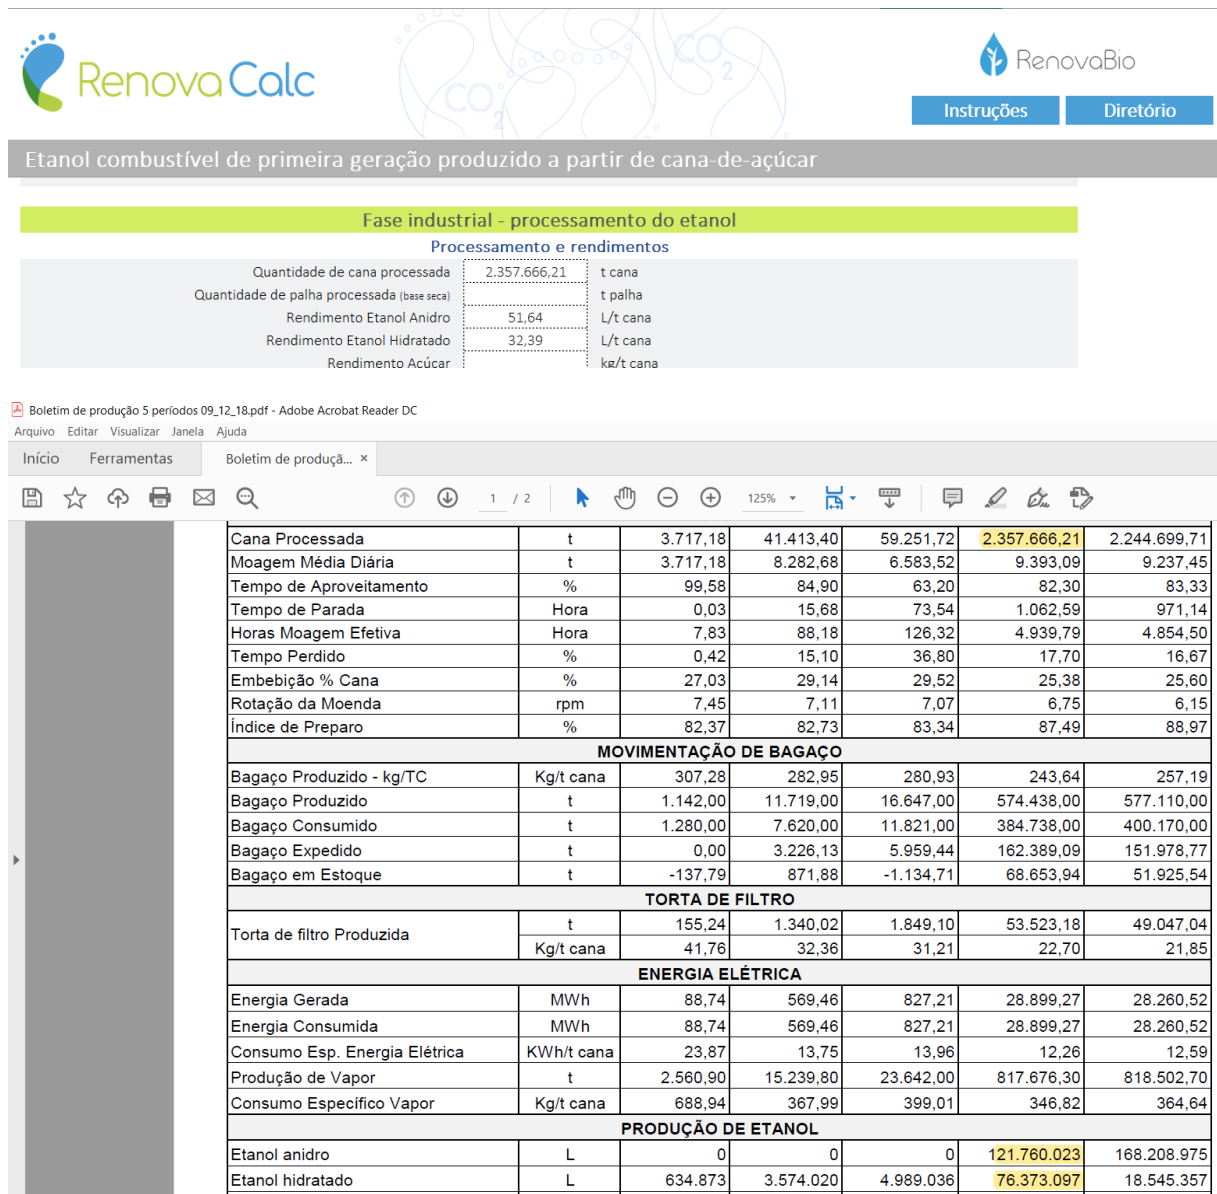 Renova Calc
CO2
CO2
RenovaBio
Instruções Diretório
Etanol combustível de primeira geração produzido a partir de cana-de-açúcar
Fase industrial - processamento do etanol
Processamento e rendimentos
Quantidade de cana processada 2.357.666,21 t cana
Quantidade de palha processada (base seca) t palha
Rendimento Etanol Anidro 51,64 L/t cana
Rendimento Etanol Hidratado 32,39 L/t cana
Rendimento Açúcar kg/t cana
Boletim de produção 5 períodos 09_12_18.pdf - Adobe Acrobat Reader DC
Arquivo Editar Visualizar Janela Ajuda
Início Ferramentas Boletim de produçã... ×
1 / 2 125%
Cana Processada t 3.717,18 41.413,40 59.251,72 2.357.666,21 2.244.699,71
Moagem Média Diária t 3.717,18 8.282,68 6.583,52 9.393,09 9.237,45
Tempo de Aproveitamento % 99,58 84,90 63,20 82,30 83,33
Tempo de Parada Hora 0,03 15,68 73,54 1.062,59 971,14
Horas Moagem Efetiva Hora 7,83 88,18 126,32 4.939,79 4.854,50
Tempo Perdido % 0,42 15,10 36,80 17,70 16,67
Embebição % Cana % 27,03 29,14 29,52 25,38 25,60
Rotação da Moenda rpm 7,45 7,11 7,07 6,75 6,15
Índice de Preparo % 82,37 82,73 83,34 87,49 88,97
MOVIMENTAÇÃO DE BAGAÇO
Bagaço Produzido - kg/TC Kg/t cana 307,28 282,95 280,93 243,64 257,19
Bagaço Produzido t 1.142,00 11.719,00 16.647,00 574.438,00 577.110,00
Bagaço Consumido t 1.280,00 7.620,00 11.821,00 384.738,00 400.170,00
Bagaço Expedido t 0,00 3.226,13 5.959,44 162.389,09 151.978,77
Bagaço em Estoque t -137,79 871,88 -1.134,71 68.653,94 51.925,54
TORTA DE FILTRO
Torta de filtro Produzida t 155,24 1.340,02 1.849,10 53.523,18 49.047,04
Kg/t cana 41,76 32,36 31,21 22,70 21,85
ENERGIA ELÉTRICA
Energia Gerada MWh 88,74 569,46 827,21 28.899,27 28.260,52
Energia Consumida MWh 88,74 569,46 827,21 28.899,27 28.260,52
Consumo Esp. Energia Elétrica KWh/t cana 23,87 13,75 13,96 12,26 12,59
Produção de Vapor t 2.560,90 15.239,80 23.642,00 817.676,30 818.502,70
Consumo Específico Vapor Kg/t cana 688,94 367,99 399,01 346,82 364,64
PRODUÇÃO DE ETANOL
Etanol anidro L 0 0 0 121.760.023 168.208.975
Etanol hidratado L 634.873 3.574.020 4.989.036 76.373.097 18.545.357